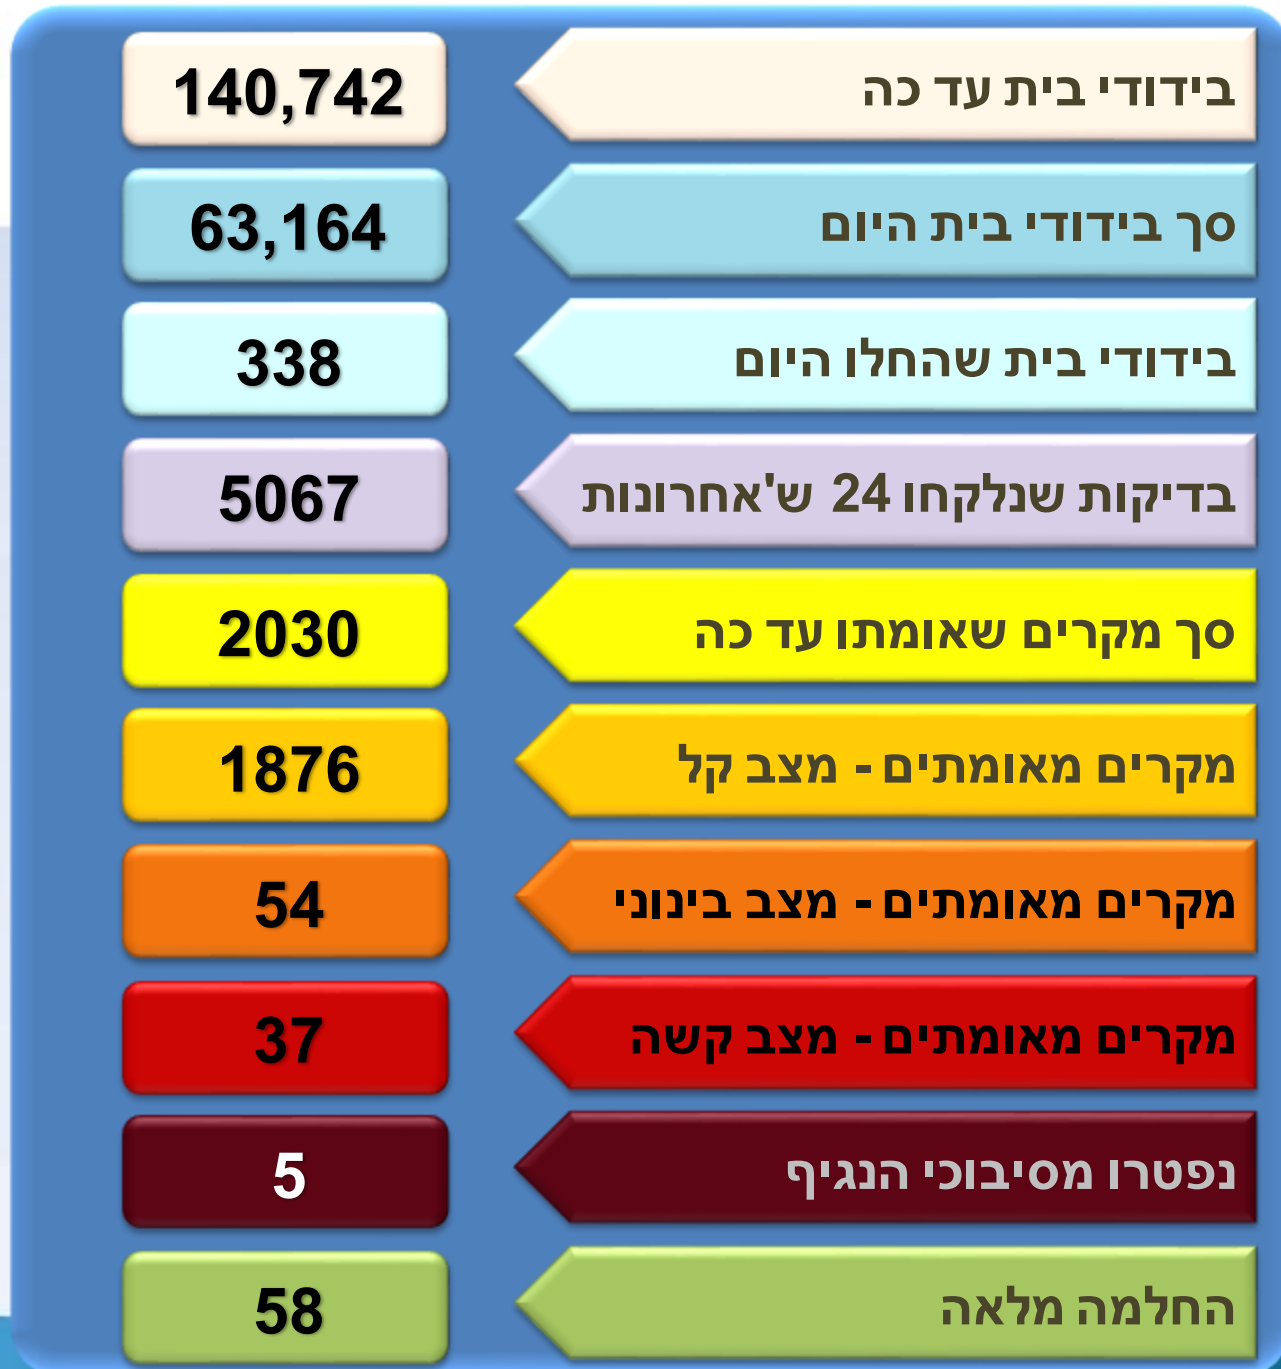 בידודי בית עד כה 140,742
סך בידודי בית היום 63,164
בידודי בית שהחלו היום 338
בדיקות שנלקחו 24 ש'אחרונות 5067
סך מקרים שאומתו עד כה 2030
מקרים מאומתים - מצב קל 1876
מקרים מאומתים - מצב בינוני 54
מקרים מאומתים - מצב קשה 37
נפטרו מסיבוכי הנגיף 5
החלמה מלאה 58